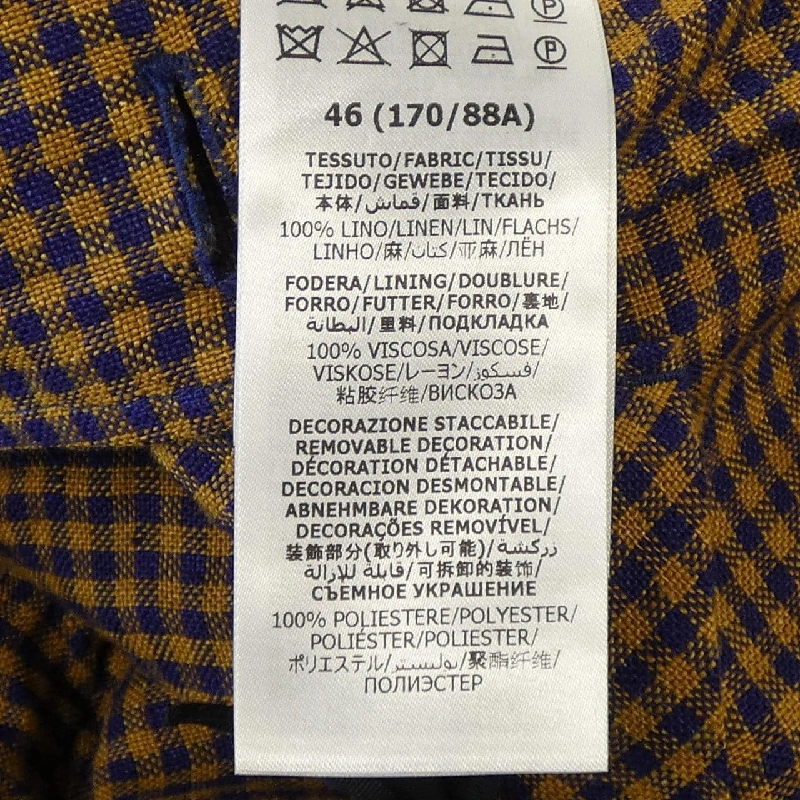 46 (170/88A)
TESSUTO/FABRIC/TISSU/
TEJIDO/GEWEBE/TECIDO/
本体/قماش/面料/ТКАНЬ
100% LINO/LINEN/LIN/FLACHS/
LINHO/麻/كتان/亚麻/ЛЁН
FODERA/LINING/DOUBLURE/
FORRO/FUTTER/FORRO/裏地/
البطانة/里料/ПОДКЛАДКА
100% VISCOSA/VISCOSE/
VISKOSE/レーヨン/فسكوز/
粘胶纤维/ВИСКОЗА
DECORAZIONE STACCABILE/
REMOVABLE DECORATION/
DÉCORATION DÉTACHABLE/
DECORACION DESMONTABLE/
ABNEHMBARE DEKORATION/
DECORAÇÕES REMOVÍVEL/
装飾部分(取り外し可能)/زركشة
قابلة للإزالة/可拆卸的装饰/
СЪЕМНОЕ УКРАШЕНИЕ
100% POLIESTERE/POLYESTER/
POLIÉSTER/POLIESTER/
ポリエステル/بوليستر/聚酯纤维/
ПОЛИЭСТЕР